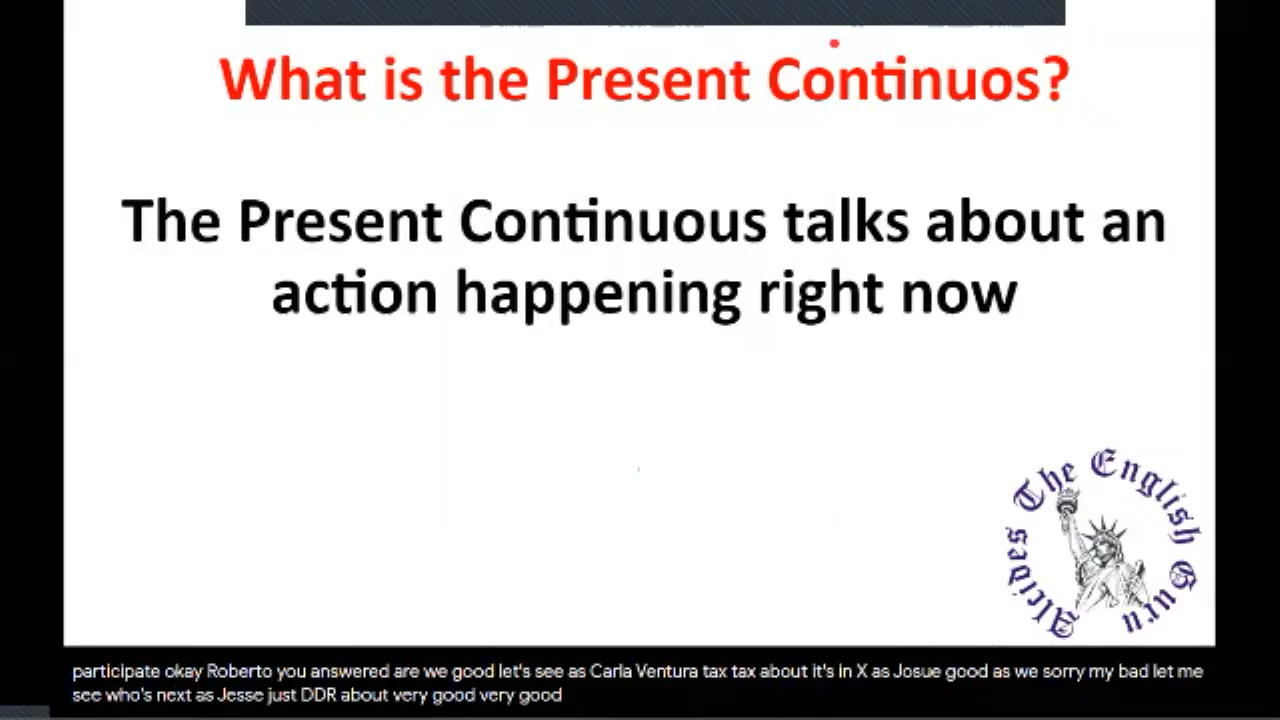 What is the Present Continuos?
The Present Continuous talks about an
action happening right now
Alcides The English Guru
participate okay Roberto you answered are we good let's see as Carla Ventura tax tax about it's in X as Josue good as we sorry my bad let me
see who's next as Jesse just DDR about very good very good